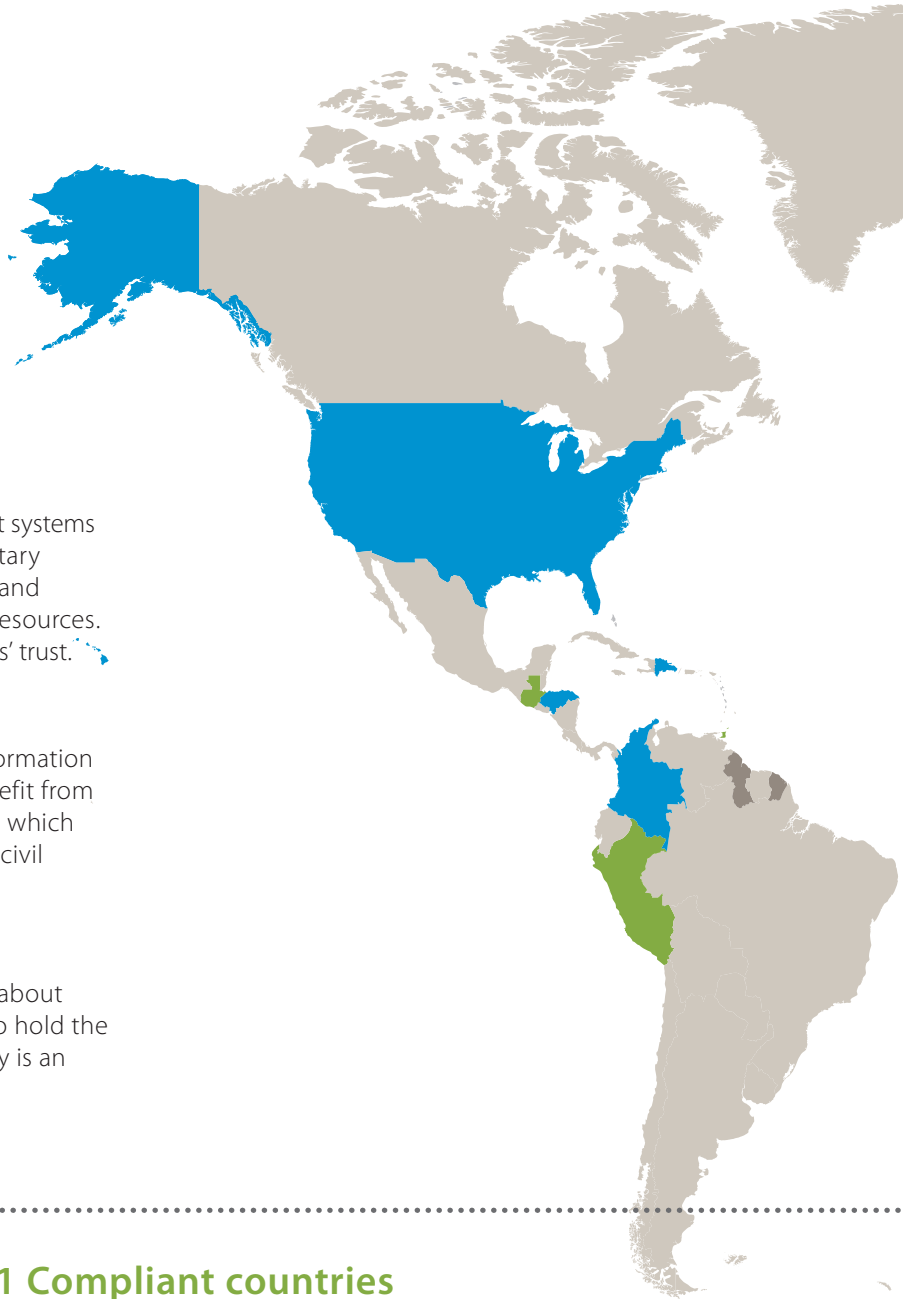 t systems
tary
and
esources.
s’ trust.
ormation
efit from
which
civil
about
o hold the
y is an
1 Compliant countries